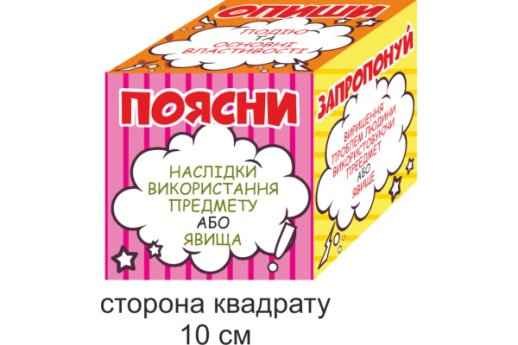 ОПИШИ
ПОДІЮ
ТА
ОСНОВНІ
ВЛАСТИВОСТІ
ПОЯСНИ
НАСЛІДКИ
ВИКОРИСТАННЯ
ПРЕДМЕТУ
АБО
ЯВИЩА
ЗАПРОПОНУЙ
ВИРІШЕННЯ
ПРОБЛЕМ ЛЮДИНИ
ВИКОРИСТОВУЮЧИ
ПРЕЕДМЕТ
АБО
ЯВИЩЕ
сторона квадрату
10 см